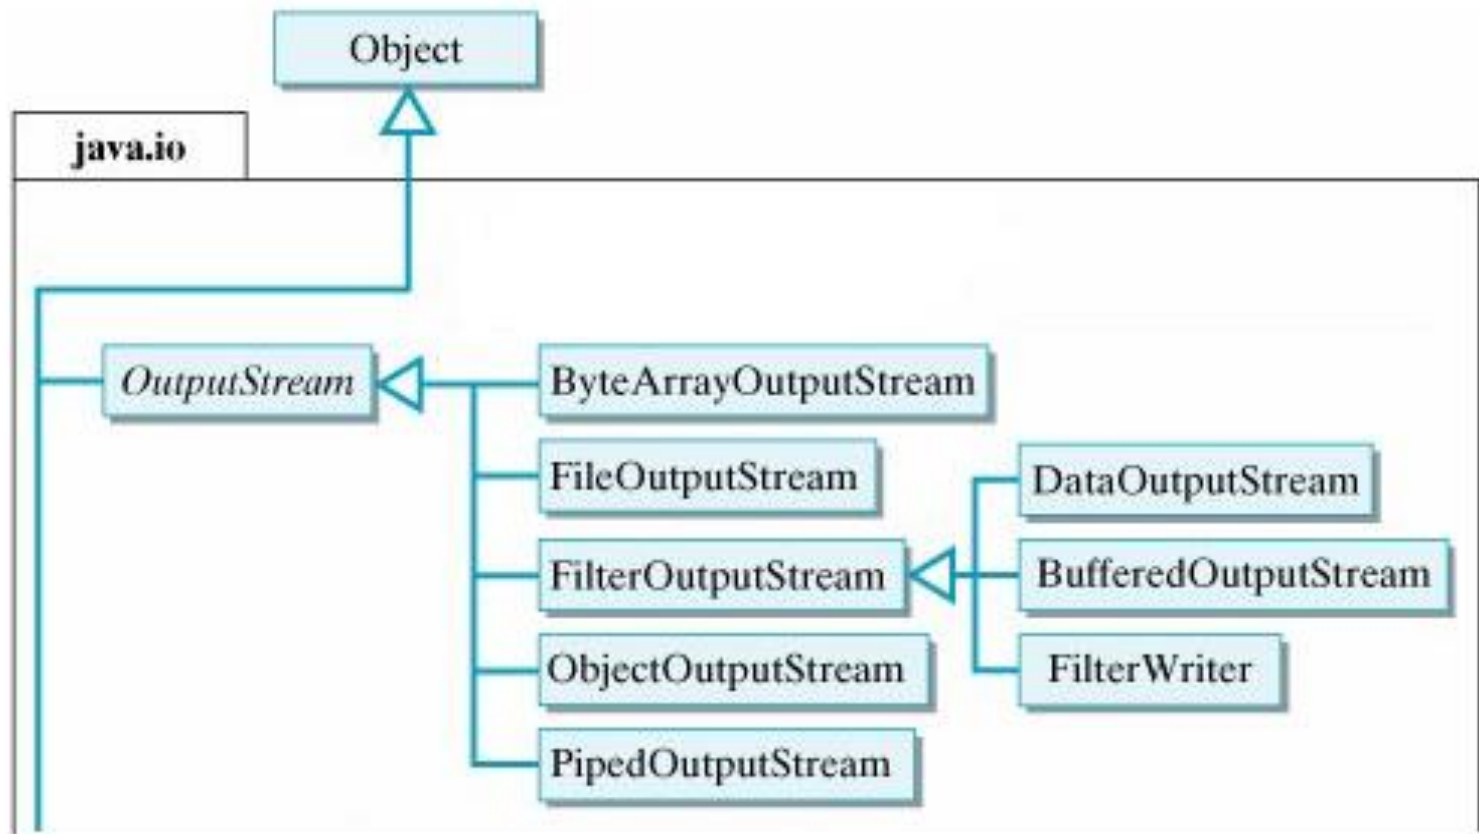 Object
java.io
OutputStream
ByteArrayOutputStream
FileOutputStream
DataOutputStream
FilterOutputStream
BufferedOutputStream
ObjectOutputStream
FilterWriter
PipedOutputStream